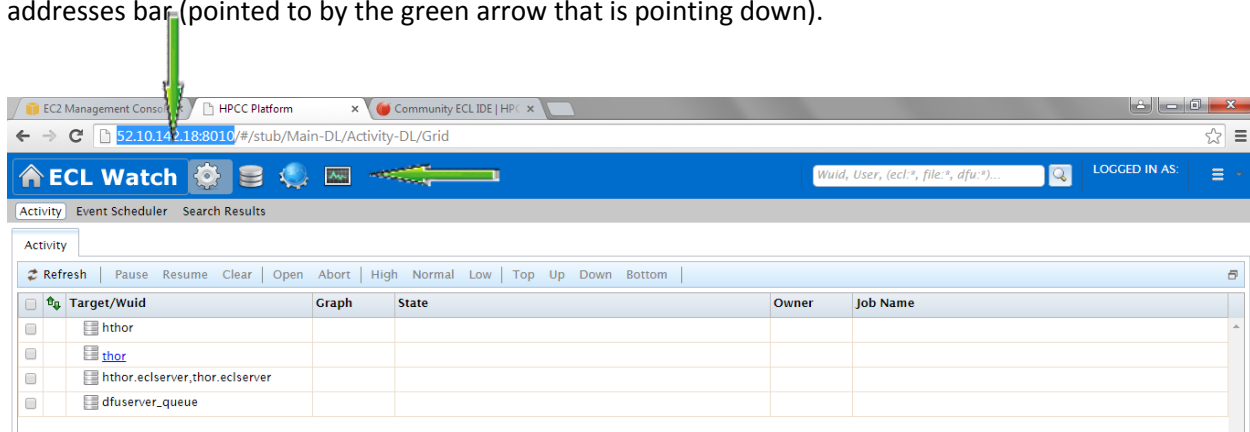 addresses bar (pointed to by the green arrow that is pointing down).
EC2 Management Consol HPCC Platform Community ECL IDE | HPC
52.10.142.18:8010/#/stub/Main-DL/Activity-DL/Grid
ECL Watch Wuid, User, (ecl:*, file:*, dfu:*)... LOGGED IN AS:
Activity Event Scheduler Search Results
Activity
Refresh Pause Resume Clear Open Abort High Normal Low Top Up Down Bottom
Target/Wuid Graph State Owner Job Name
hthor
thor
hthor.eclserver,thor.eclserver
dfuserver_queue